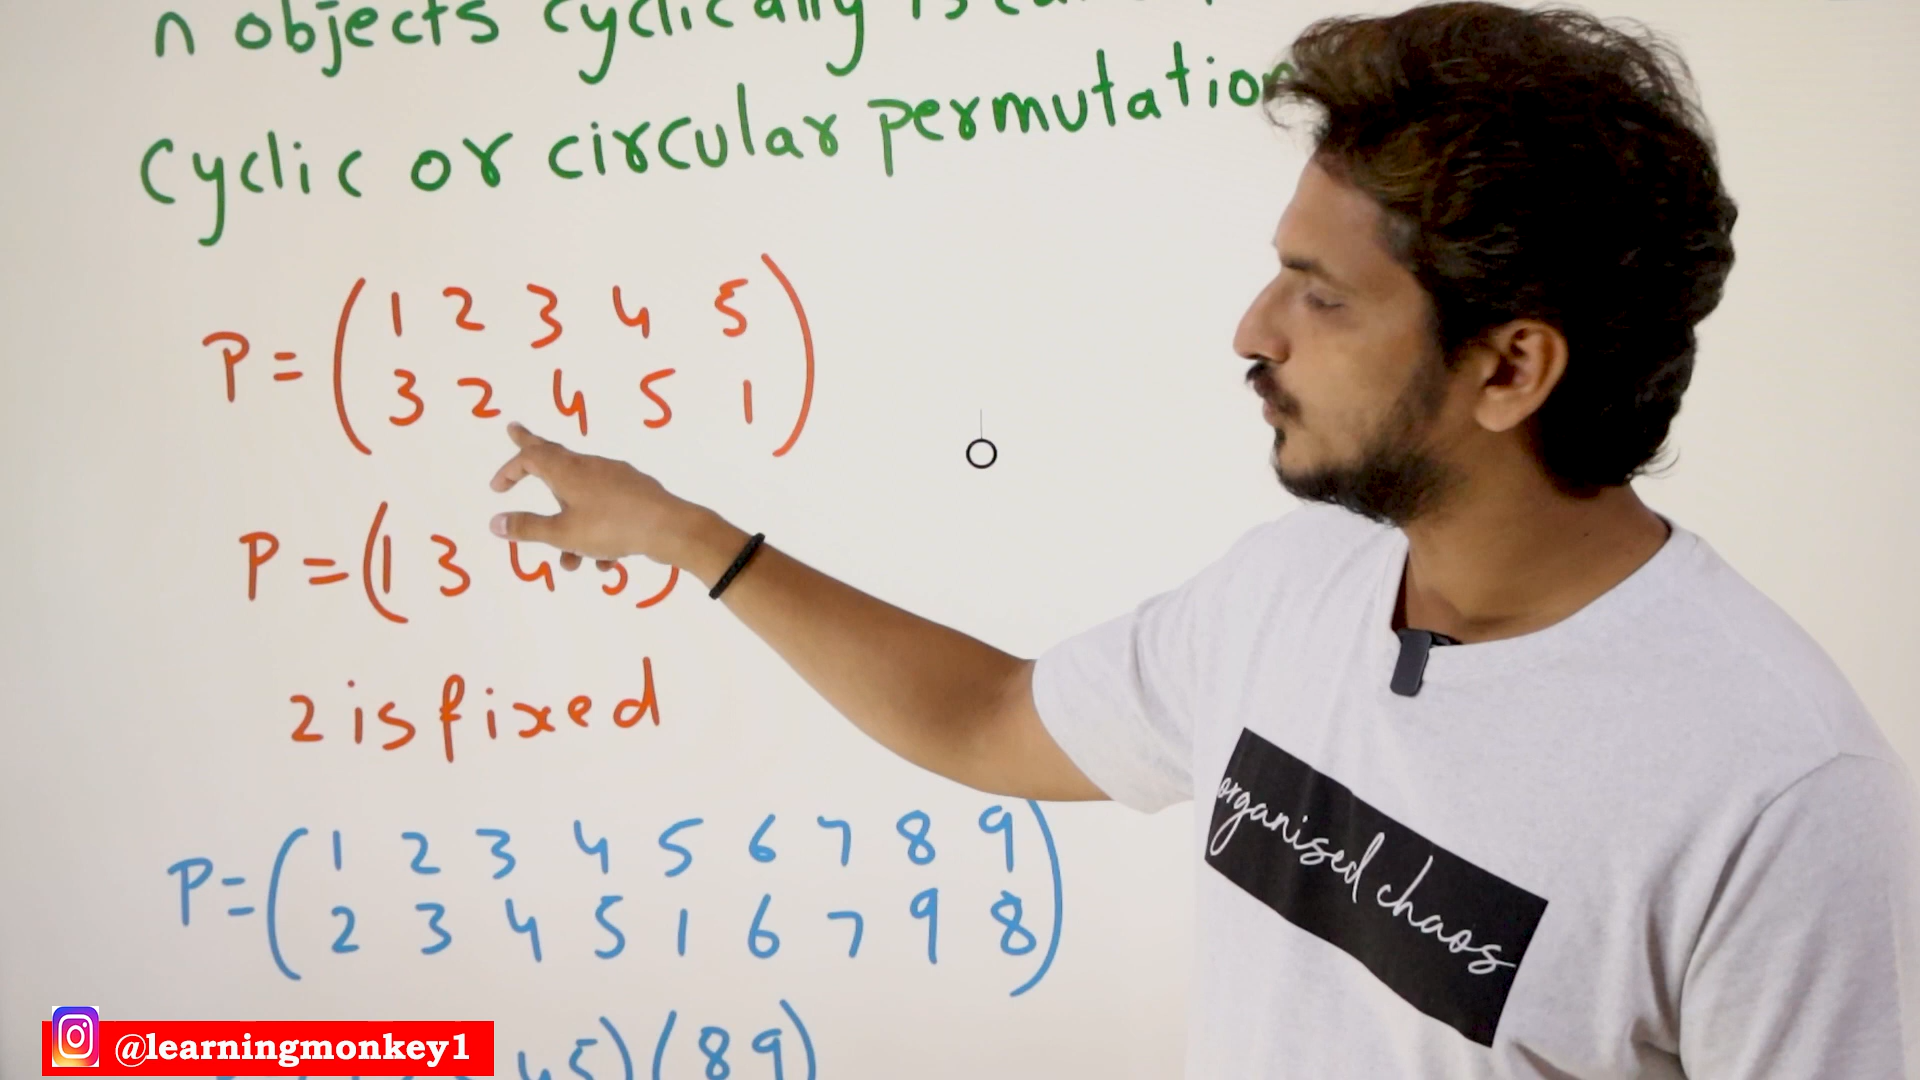 n objects cyclically is
cyclic or circular permutation
P = ( 1 2 3 4 5 )
( 3 2 4 5 1 )
P = (1 3 4 5)
2 is fixed
P = ( 1 2 3 4 5 6 7 8 9 )
( 2 3 4 5 1 6 7 9 8 )
4 5) (8 9)
organised chaos
@learningmonkey1